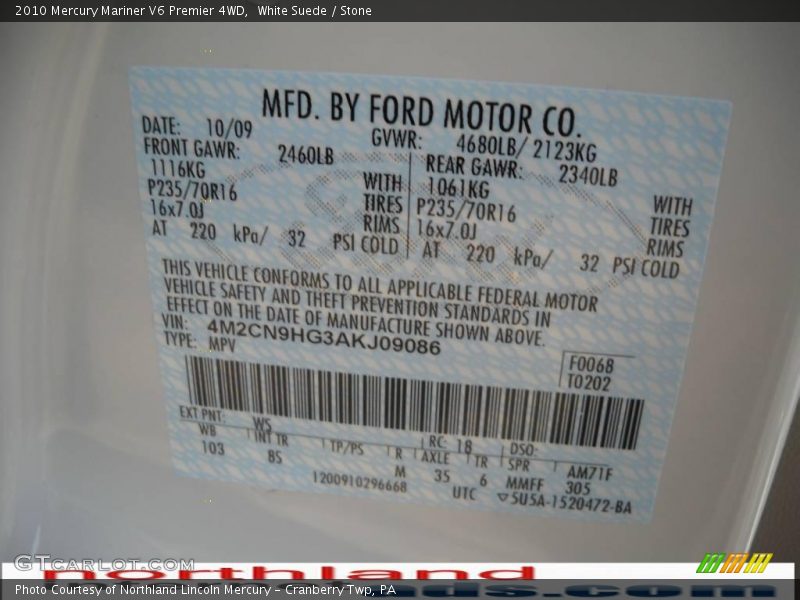 2010 Mercury Mariner V6 Premier 4WD,  White Suede / Stone
MFD. BY FORD MOTOR CO.
DATE: 10/09 GVWR: 4680LB/ 2123KG
FRONT GAWR: 2460LB REAR GAWR: 2340LB
1116KG WITH 1061KG WITH
P235/70R16 TIRES P235/70R16 TIRES
16x7.0J RIMS 16x7.0J RIMS
AT 220 kPa/ 32 PSI COLD AT 220 kPa/ 32 PSI COLD
THIS VEHICLE CONFORMS TO ALL APPLICABLE FEDERAL MOTOR
VEHICLE SAFETY AND THEFT PREVENTION STANDARDS IN
EFFECT ON THE DATE OF MANUFACTURE SHOWN ABOVE.
VIN: 4M2CN9HG3AKJ09086
TYPE: MPV
F0068
T0202
EXT PNT: WS RC: 18 DSO:
WB INT TR TP/PS R AXLE TR SPR AM71F
103 BS M 35 6 MMFF 305
1200910296668 UTC ▽5U5A-1520472-BA
GTCarLot.com
northland
Photo Courtesy of Northland Lincoln Mercury - Cranberry Twp, PA